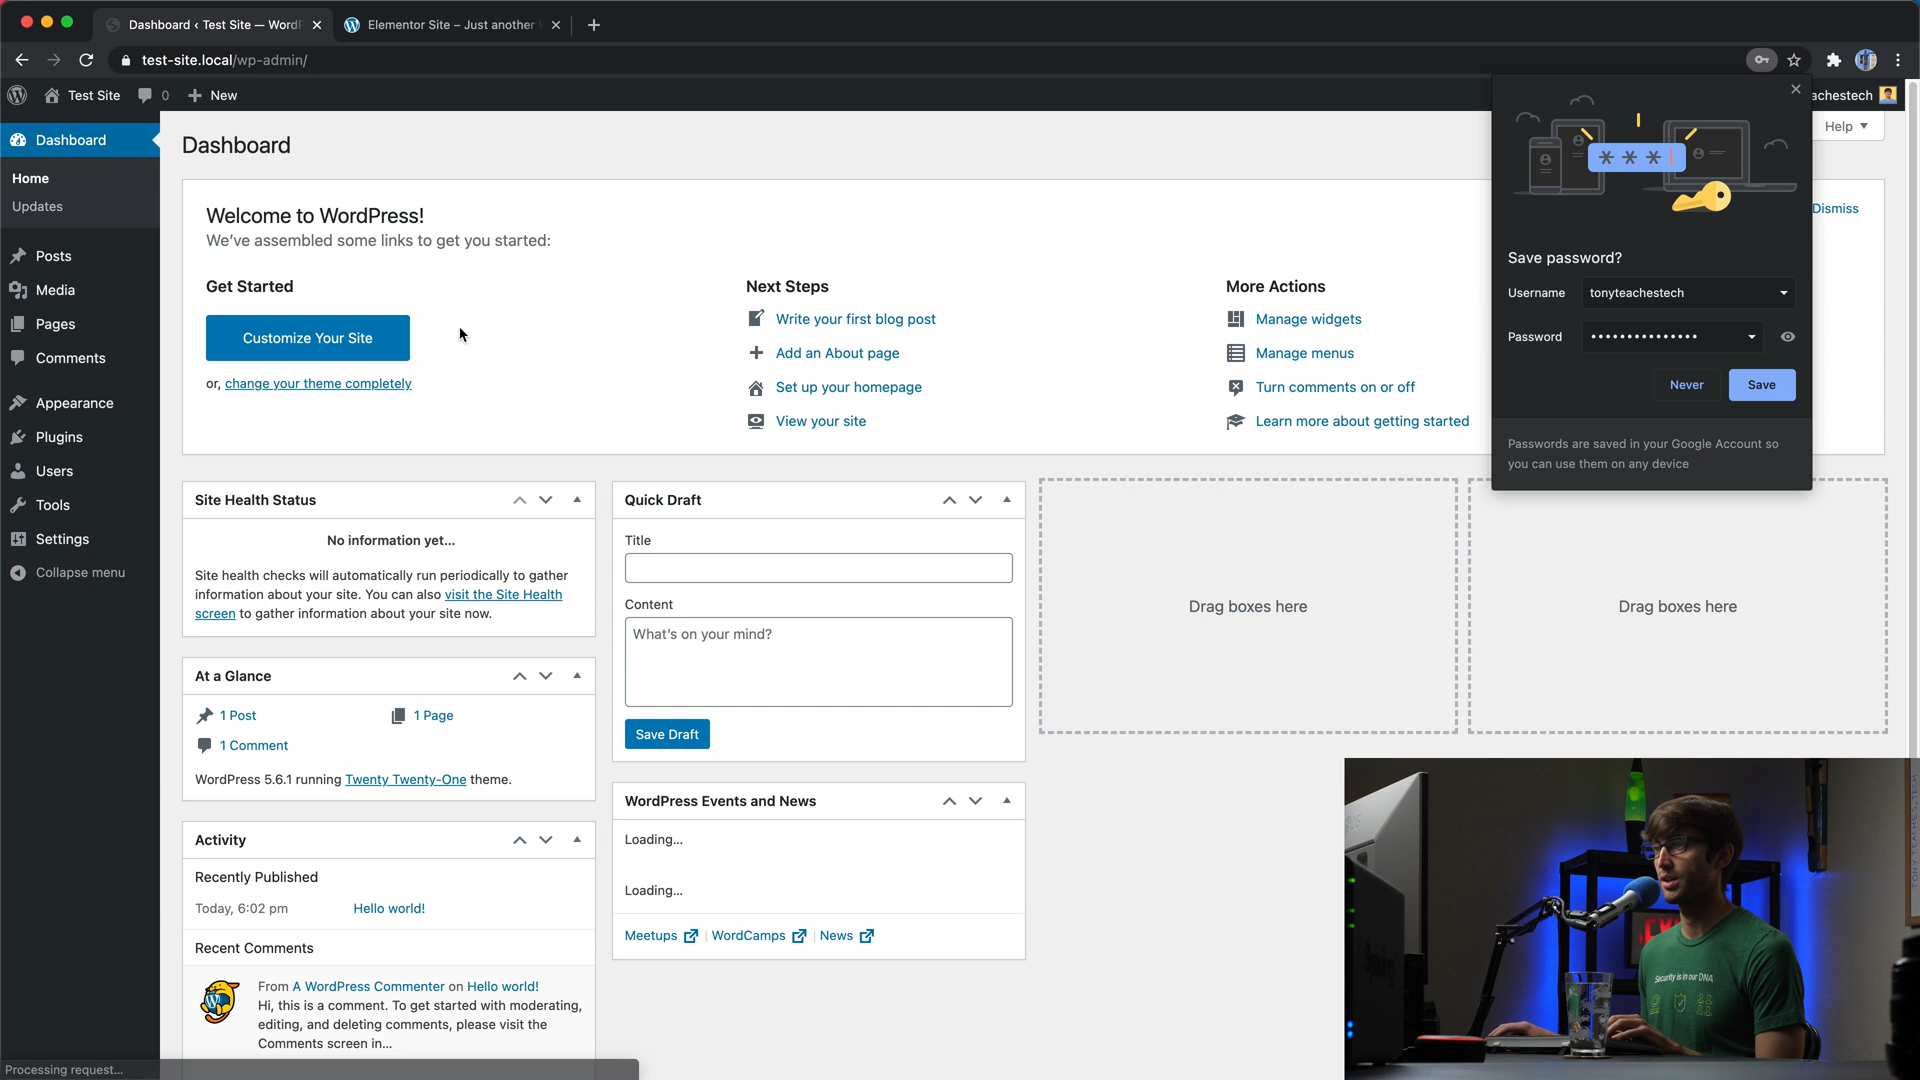 Dashboard ‹ Test Site — WordP
Elementor Site – Just another
test-site.local/wp-admin/
Test Site
0
New
achestech
Dashboard
Home
Updates
Posts
Media
Pages
Comments
Appearance
Plugins
Users
Tools
Settings
Collapse menu
Dashboard
Help
Welcome to WordPress!
We've assembled some links to get you started:
Dismiss
Get Started
Customize Your Site
or, change your theme completely
Next Steps
Write your first blog post
Add an About page
Set up your homepage
View your site
More Actions
Manage widgets
Manage menus
Turn comments on or off
Learn more about getting started
* * *
Save password?
Username
tonyteachestech
Password
•••••••••••••••
Never
Save
Passwords are saved in your Google Account so
you can use them on any device
Site Health Status
No information yet...
Site health checks will automatically run periodically to gather
information about your site. You can also visit the Site Health
screen to gather information about your site now.
At a Glance
1 Post
1 Page
1 Comment
WordPress 5.6.1 running Twenty Twenty-One theme.
Activity
Recently Published
Today, 6:02 pm
Hello world!
Recent Comments
From A WordPress Commenter on Hello world!
Hi, this is a comment. To get started with moderating,
editing, and deleting comments, please visit the
Comments screen in...
Quick Draft
Title
Content
What's on your mind?
Save Draft
WordPress Events and News
Loading...
Loading...
Meetups
WordCamps
News
Drag boxes here
Drag boxes here
Processing request...
Security is in our DNA